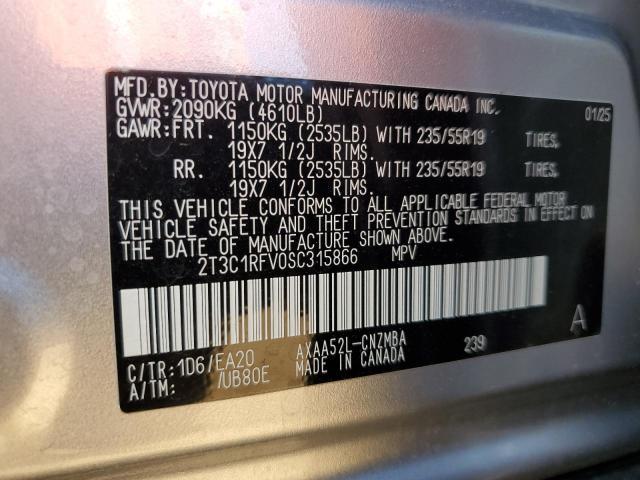 MFD.BY:TOYOTA MOTOR MANUFACTURING CANADA INC.
GVWR:2090KG (4610LB) 01/25
GAWR:FRT. 1150KG (2535LB) WITH 235/55R19 TIRES,
19X7 1/2J RIMS.
RR. 1150KG (2535LB) WITH 235/55R19 TIRES,
19X7 1/2J RIMS.
THIS VEHICLE CONFORMS TO ALL APPLICABLE FEDERAL MOTOR
VEHICLE SAFETY AND THEFT PREVENTION STANDARDS IN EFFECT ON
THE DATE OF MANUFACTURE SHOWN ABOVE.
2T3C1RFV0SC315866 MPV
A
C/TR:1D6/EA20 AXAA52L-CNZMBA 239
A/TM: /UB80E MADE IN CANADA